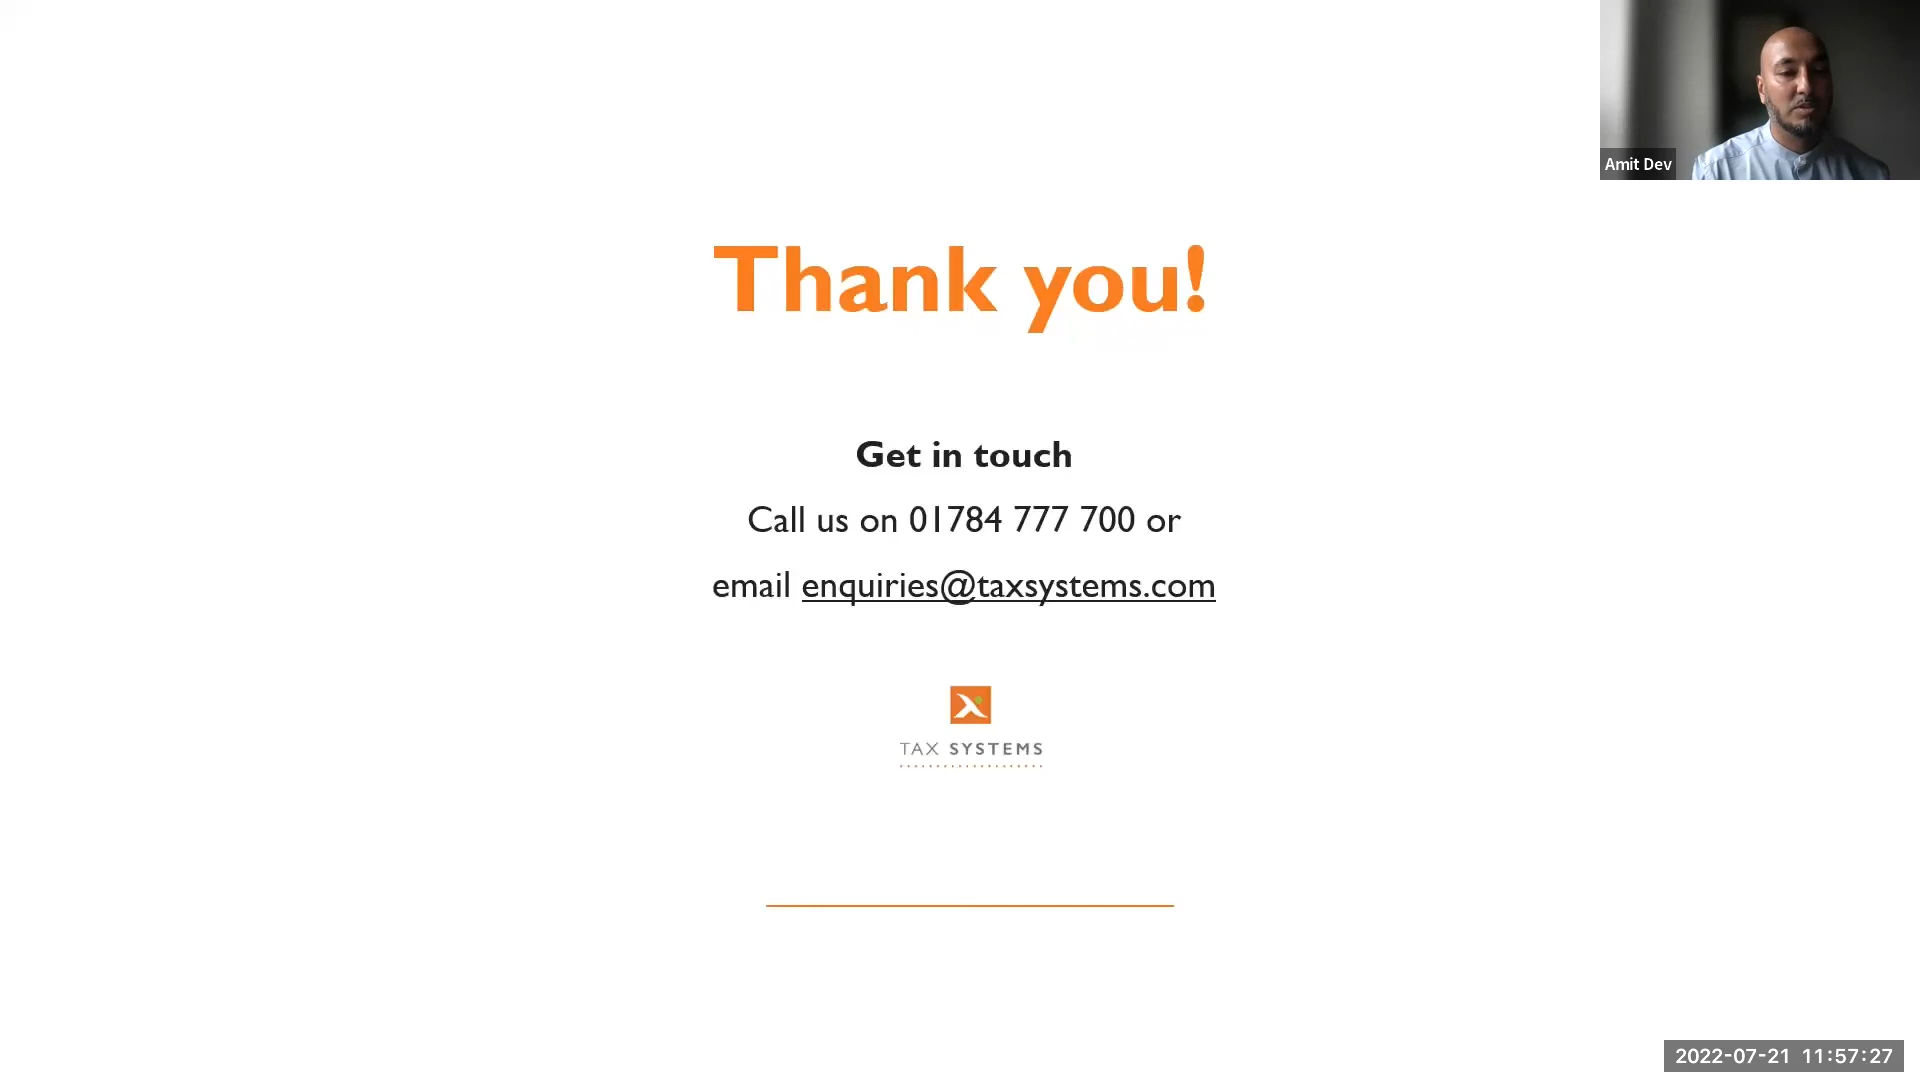 Amit Dev
Thank you!
Get in touch
Call us on 01784 777 700 or
email enquiries@taxsystems.com
TAX SYSTEMS
2022-07-21 11:57:27